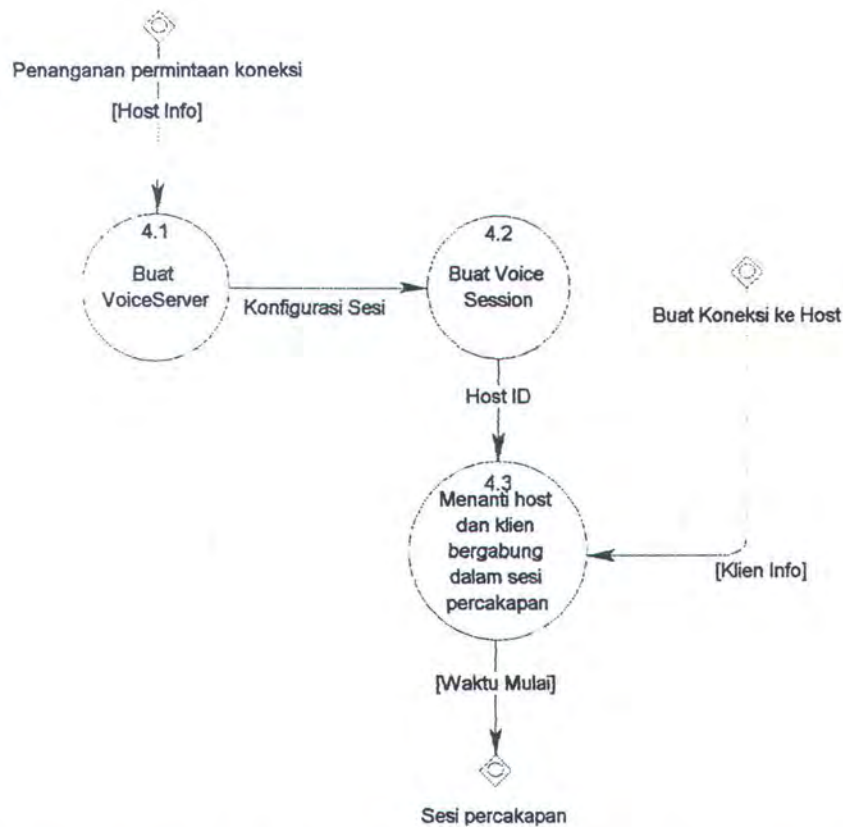 Penanganan permintaan koneksi
[Host Info]
4.1
Buat
VoiceServer
Konfigurasi Sesi
4.2
Buat Voice
Session
Buat Koneksi ke Host
Host ID
4.3
Menanti host
dan klien
bergabung
dalam sesi
percakapan
[Klien Info]
[Waktu Mulai]
Sesi percakapan